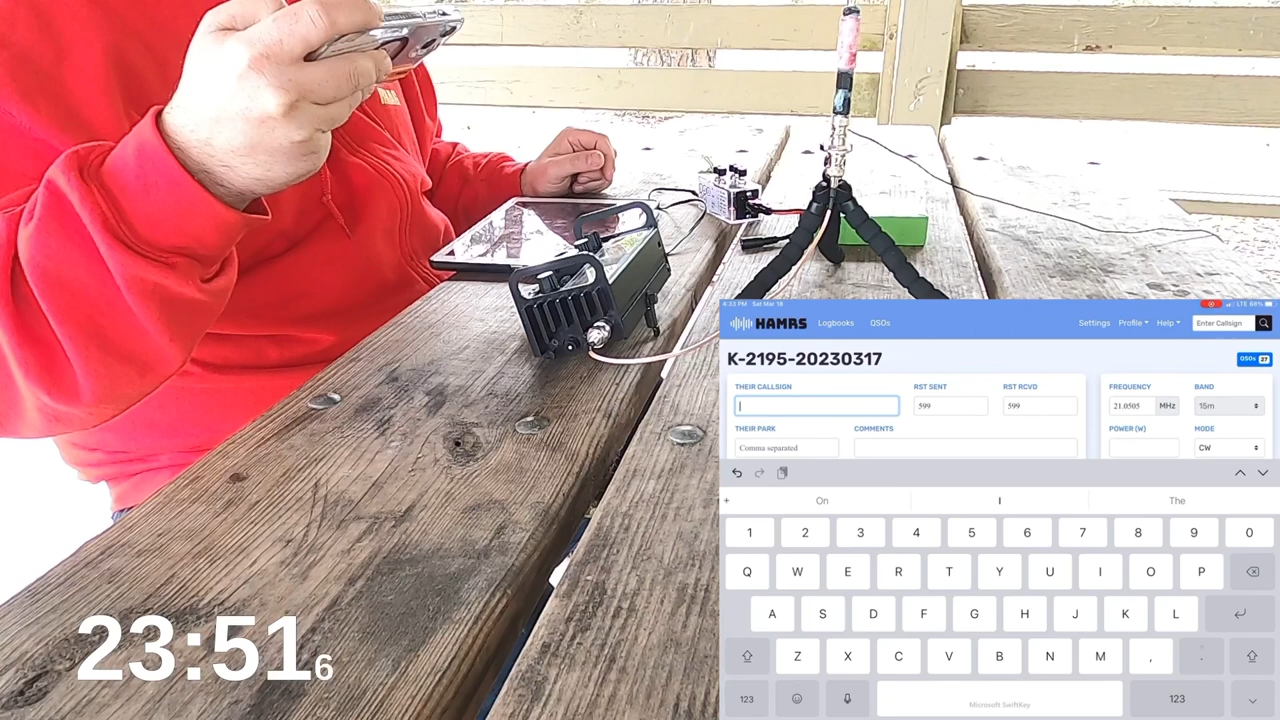 4:33 PM Sat Mar 18
LTE 68%
HAMRS Logbooks QSOs Settings Profile Help Enter Callsign
K-2195-20230317
QSOs 27
THEIR CALLSIGN RST SENT RST RCVD FREQUENCY BAND
599 599 21.0505 MHz 15m
THEIR PARK COMMENTS POWER (W) MODE
Comma separated CW
+ On I The
1 2 3 4 5 6 7 8 9 0
Q W E R T Y U I O P
A S D F G H J K L
Z X C V B N M , .
123 Microsoft SwiftKey 123
23:51 6